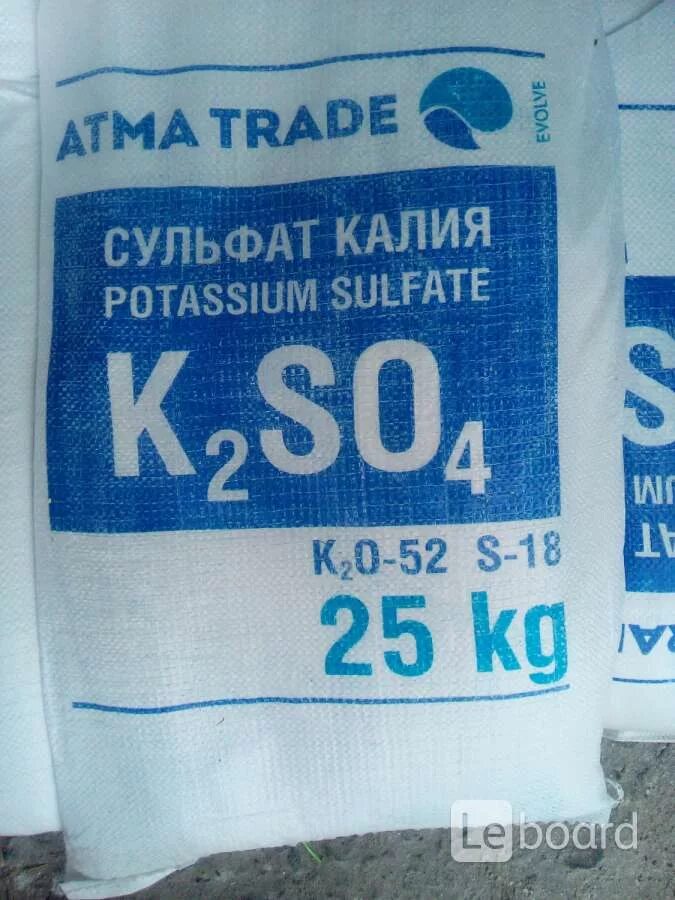 ATMA TRADE
EVOLVE
СУЛЬФАТ КАЛИЯ
POTASSIUM SULFATE
K₂SO₄
K₂O-52 S-18
25 kg
Leboard